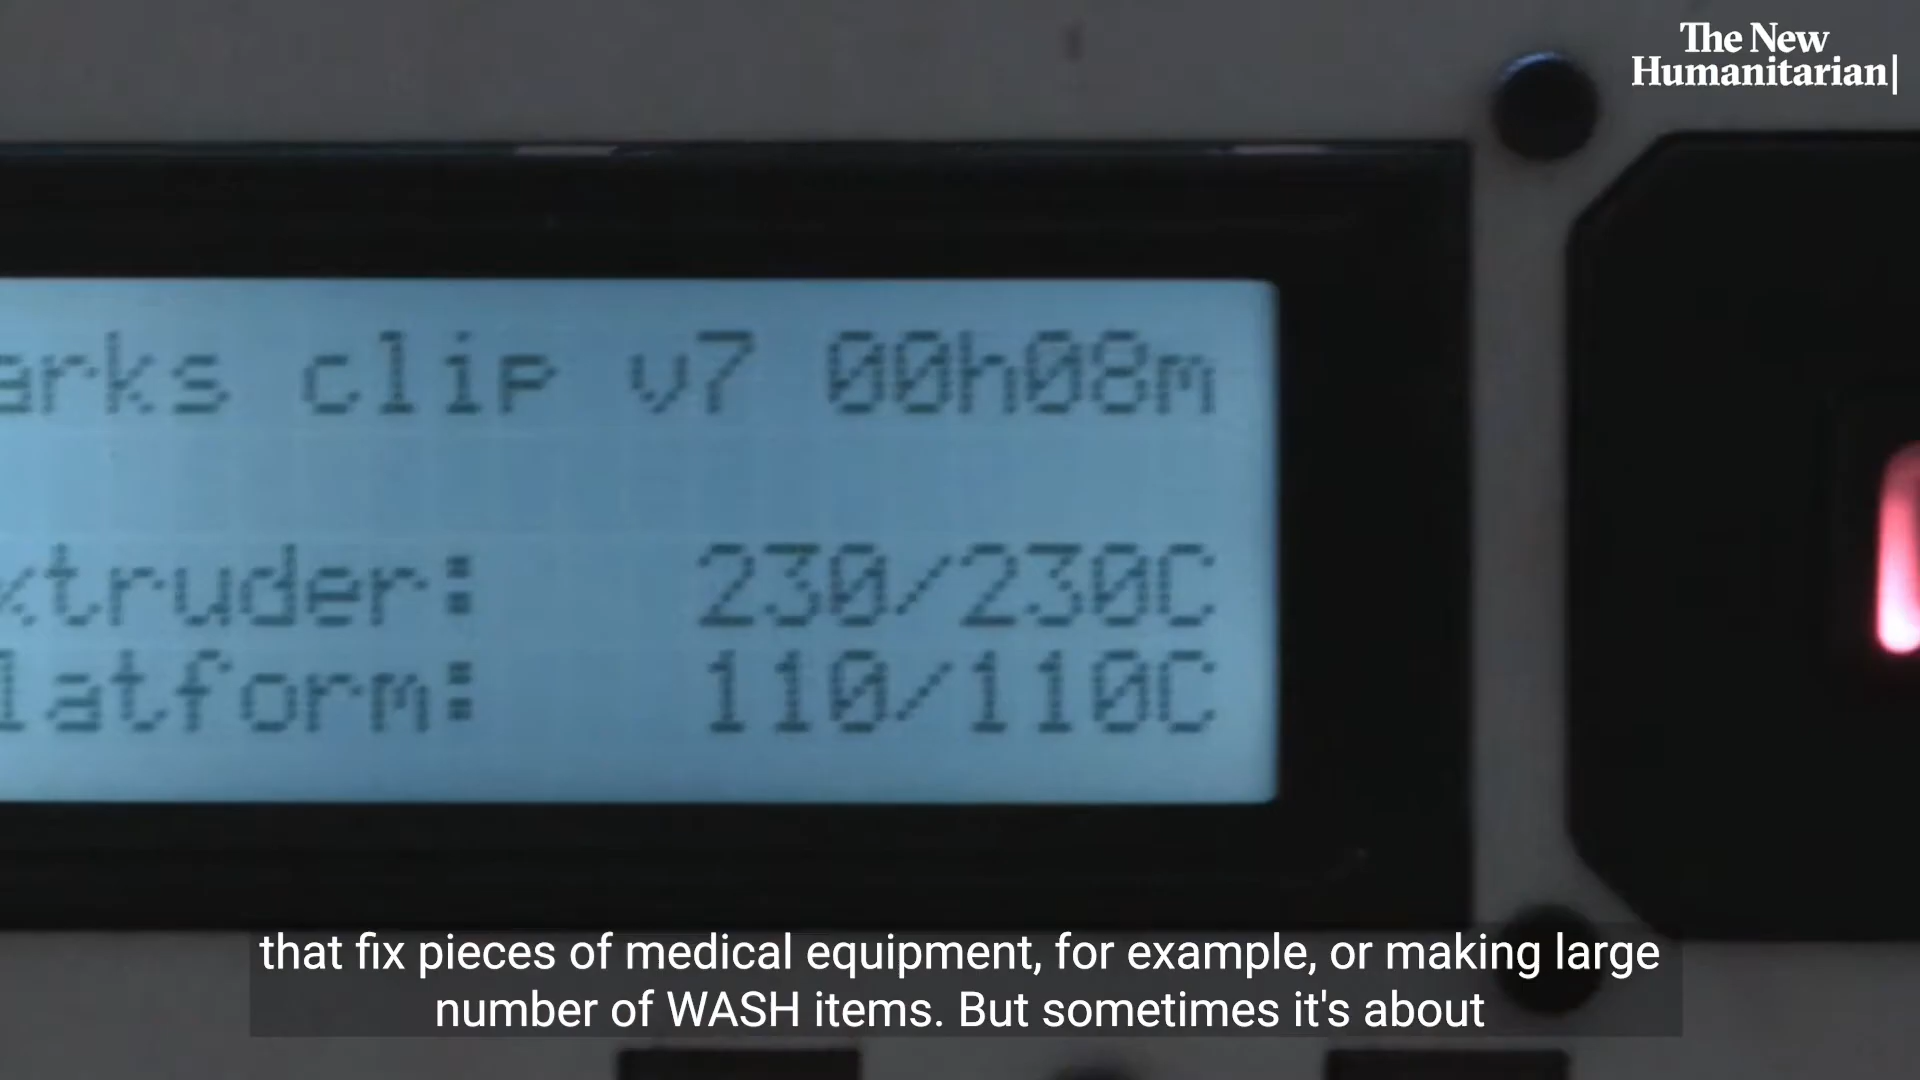 The New
Humanitarian|
arks clip v7 00h08m
xtruder: 230/230C
latform: 110/110C
that fix pieces of medical equipment, for example, or making large
number of WASH items. But sometimes it's about